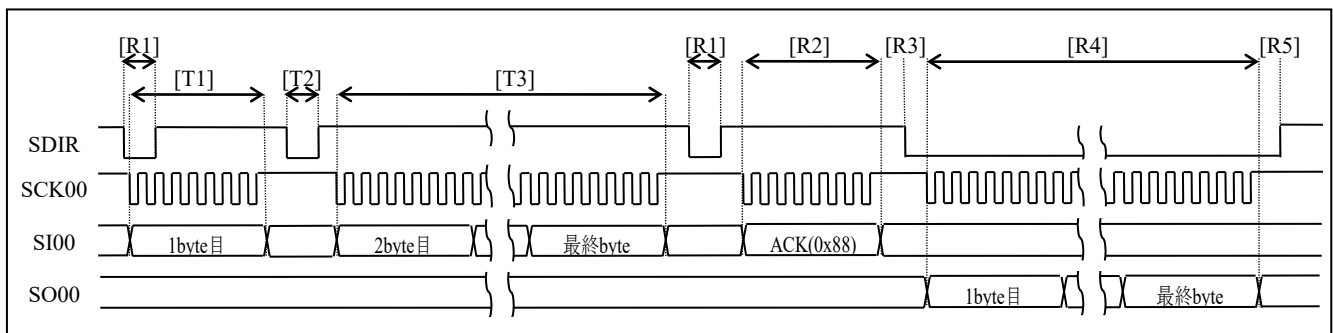 [R1] [R1] [R2] [R3] [R4] [R5]
[T1] [T2] [T3]
SDIR
SCK00
SI00 1byte目 2byte目 最終byte ACK(0x88)
SO00 1byte目 最終byte